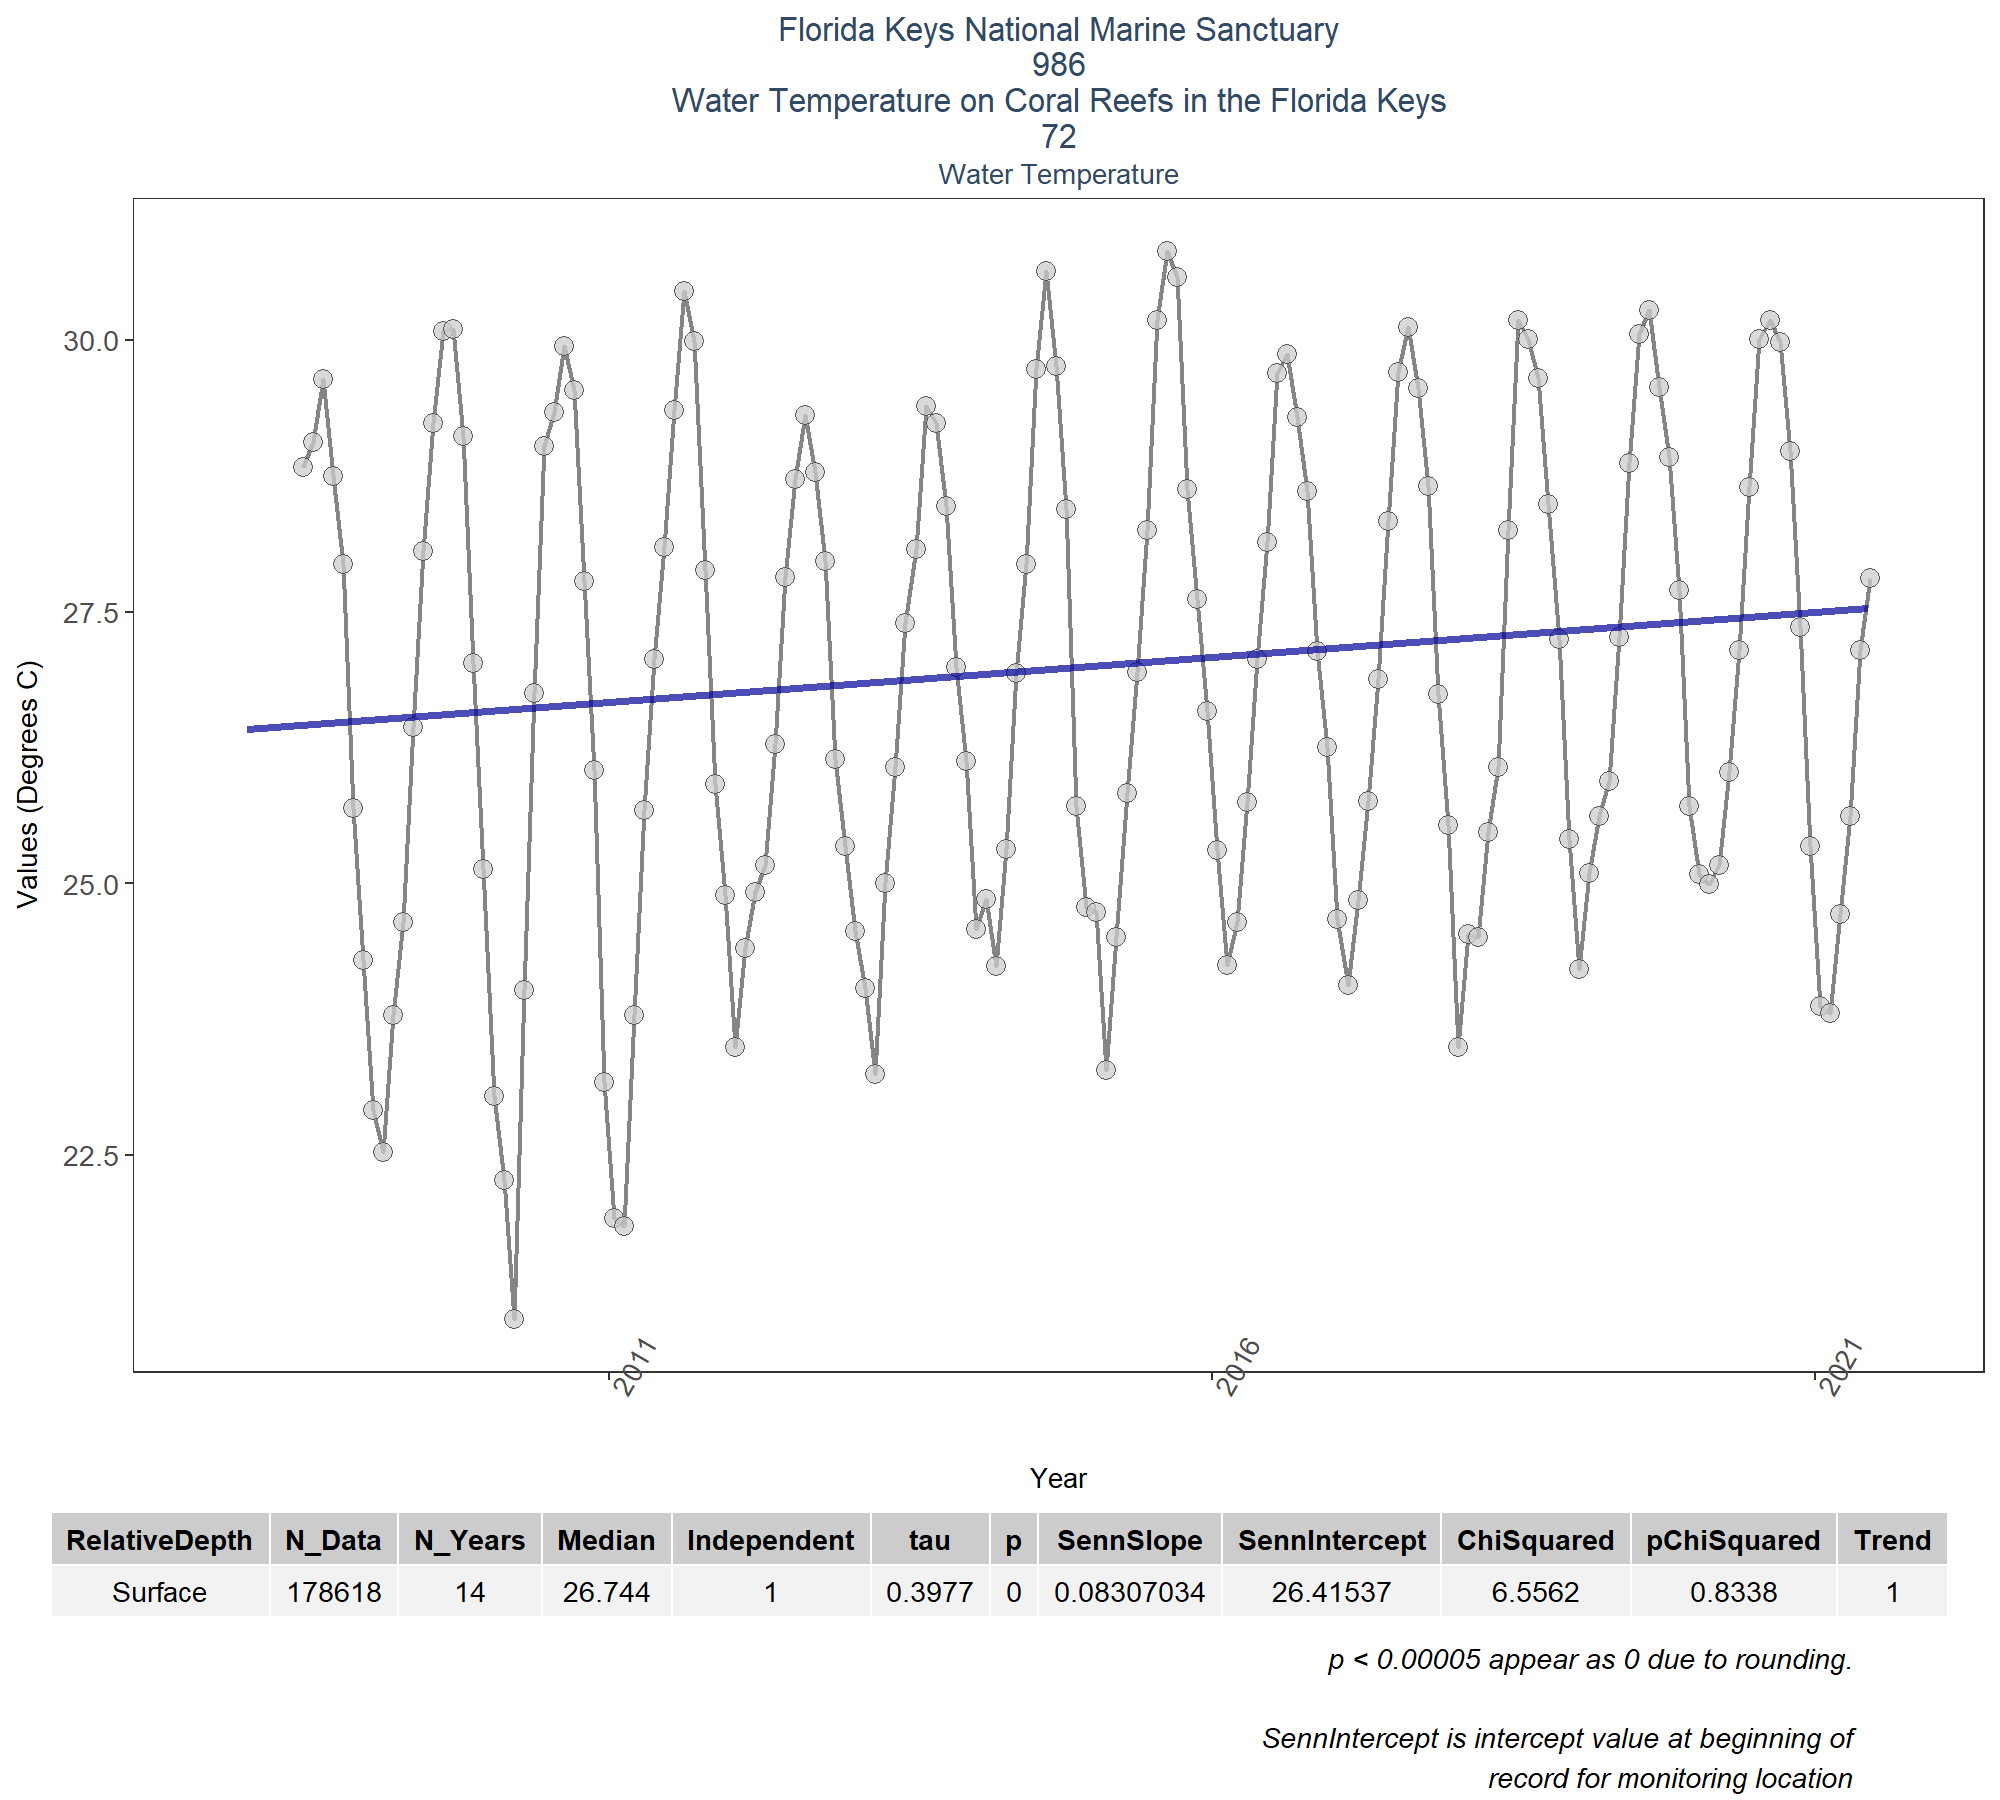 Florida Keys National Marine Sanctuary
986
Water Temperature on Coral Reefs in the Florida Keys
72
Water Temperature
30.0
27.5
25.0
22.5
Values (Degrees C)
2011 2016 2021
Year
RelativeDepth N_Data N_Years Median Independent tau p SennSlope SennIntercept ChiSquared pChiSquared Trend
Surface 178618 14 26.744 1 0.3977 0 0.08307034 26.41537 6.5562 0.8338 1
p < 0.00005 appear as 0 due to rounding.
SennIntercept is intercept value at beginning of
record for monitoring location